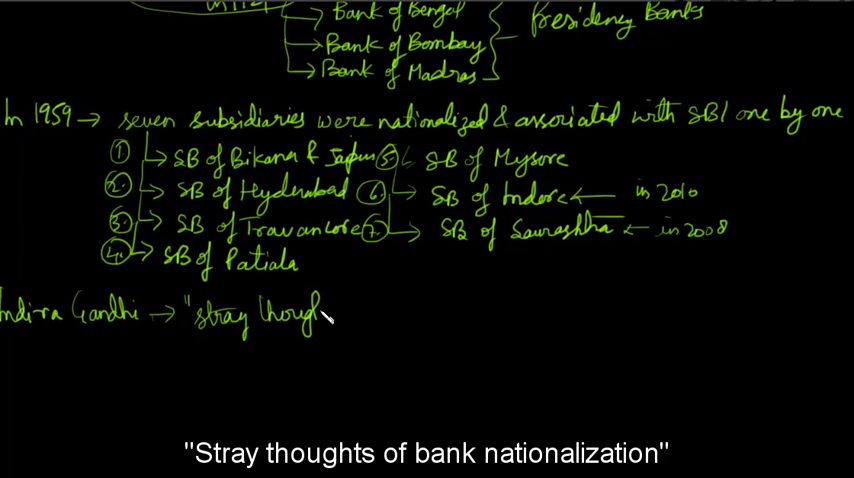 Bank of Bengal
Bank of Bombay
Bank of Madras
Presidency Banks
In 1959 → seven subsidiaries were nationalized & associated with SBI one by one
① → SB of Bikana & Jaipur
② → SB of Hyderabad
③ → SB of Travancore
④ → SB of Patiala
⑤ SB of Mysore
⑥ → SB of Indore ← in 2010
⑦ → SB of Saurashtra ← in 2008
Indira Gandhi → "stray though
"Stray thoughts of bank nationalization"